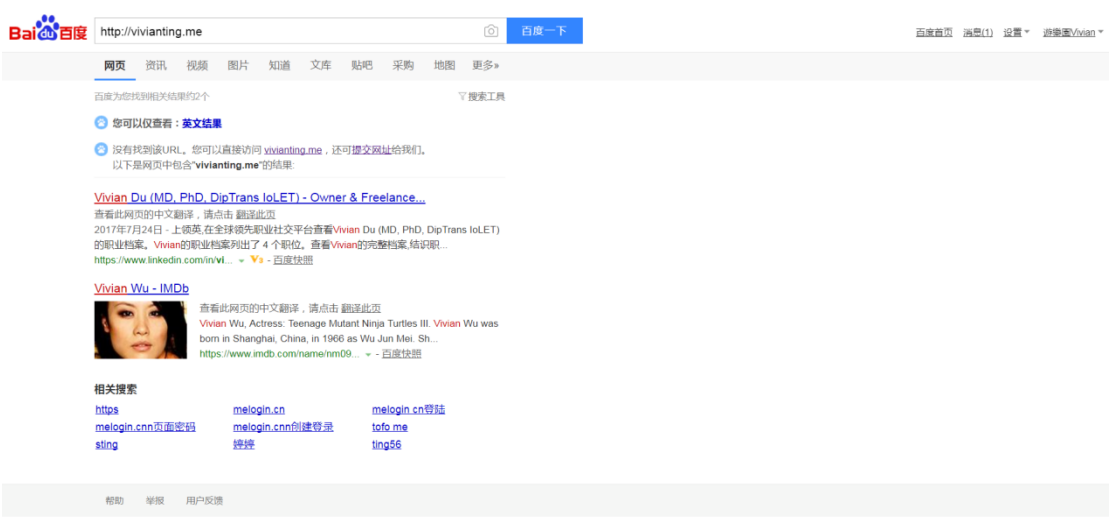 Bai du 百度
http://vivianting.me
百度一下
百度首页 消息(1) 设置 游樂園Vivian
网页 资讯 视频 图片 知道 文库 贴吧 采购 地图 更多»
百度为您找到相关结果约2个
搜索工具
您可以仅查看：英文结果
没有找到该URL。您可以直接访问 vivianting.me，还可提交网址给我们。
以下是网页中包含"vivianting.me"的结果:
Vivian Du (MD, PhD, DipTrans IoLET) - Owner & Freelance...
查看此网页的中文翻译，请点击 翻译此页
2017年7月24日 - 上领英,在全球领先职业社交平台查看Vivian Du (MD, PhD, DipTrans IoLET)
的职业档案。Vivian的职业档案列出了 4 个职位。查看Vivian的完整档案,结识职...
https://www.linkedin.com/in/vi... V3 - 百度快照
Vivian Wu - IMDb
查看此网页的中文翻译，请点击 翻译此页
Vivian Wu, Actress: Teenage Mutant Ninja Turtles III. Vivian Wu was
born in Shanghai, China, in 1966 as Wu Jun Mei. Sh...
https://www.imdb.com/name/nm09... - 百度快照
相关搜索
https melogin.cn melogin cn登陆
melogin.cnn页面密码 melogin.cnn创建登录 tofo me
sting 婷婷 ting56
帮助 举报 用户反馈